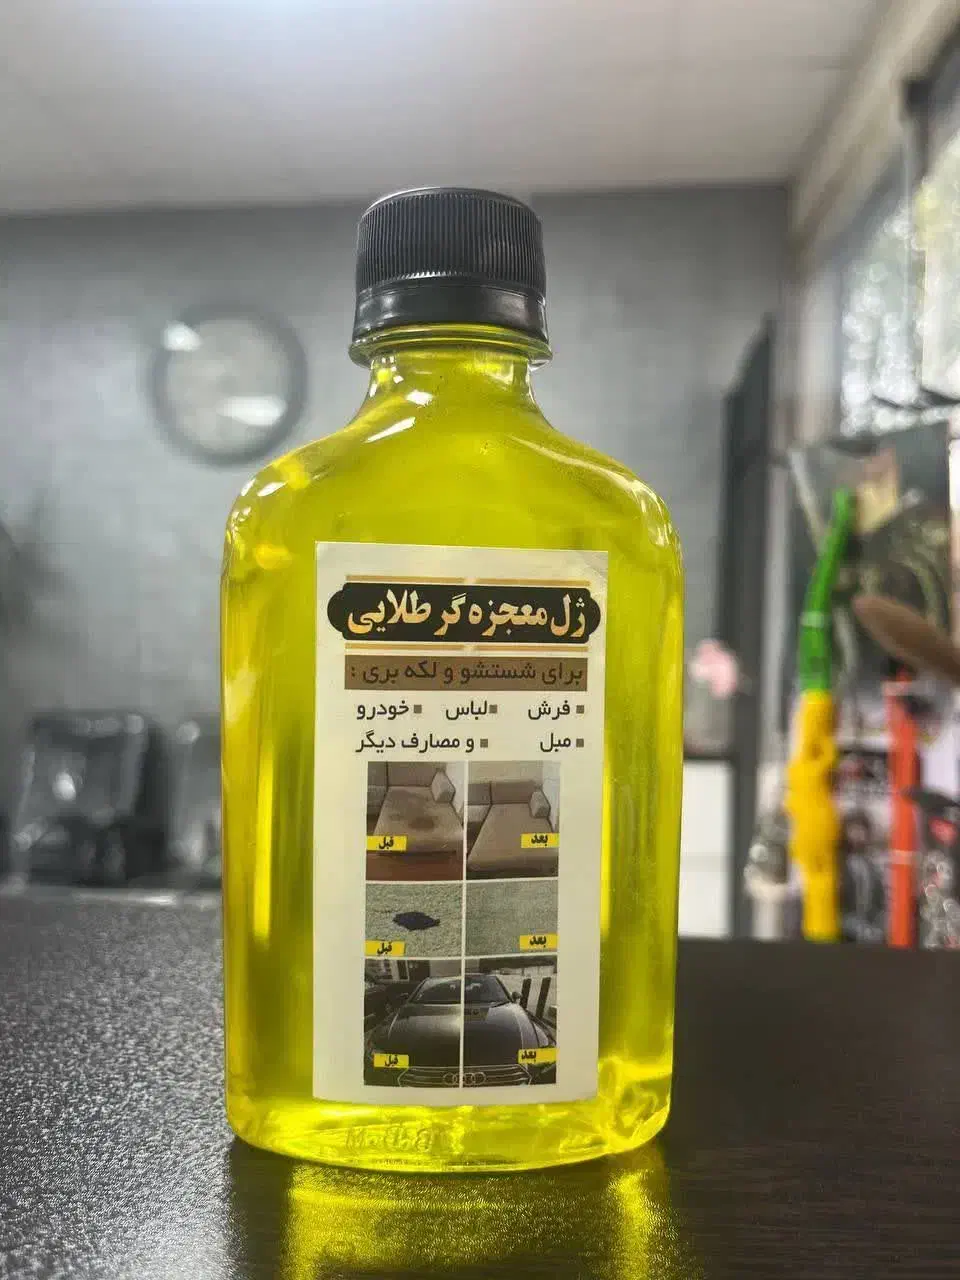 ژل معجزه گر طلایی
برای شستشو و لکه بری :
▪ فرش ▪ لباس ▪ خودرو
▪ مبل ▪ و مصارف دیگر
قبل بعد
قبل بعد
قبل بعد